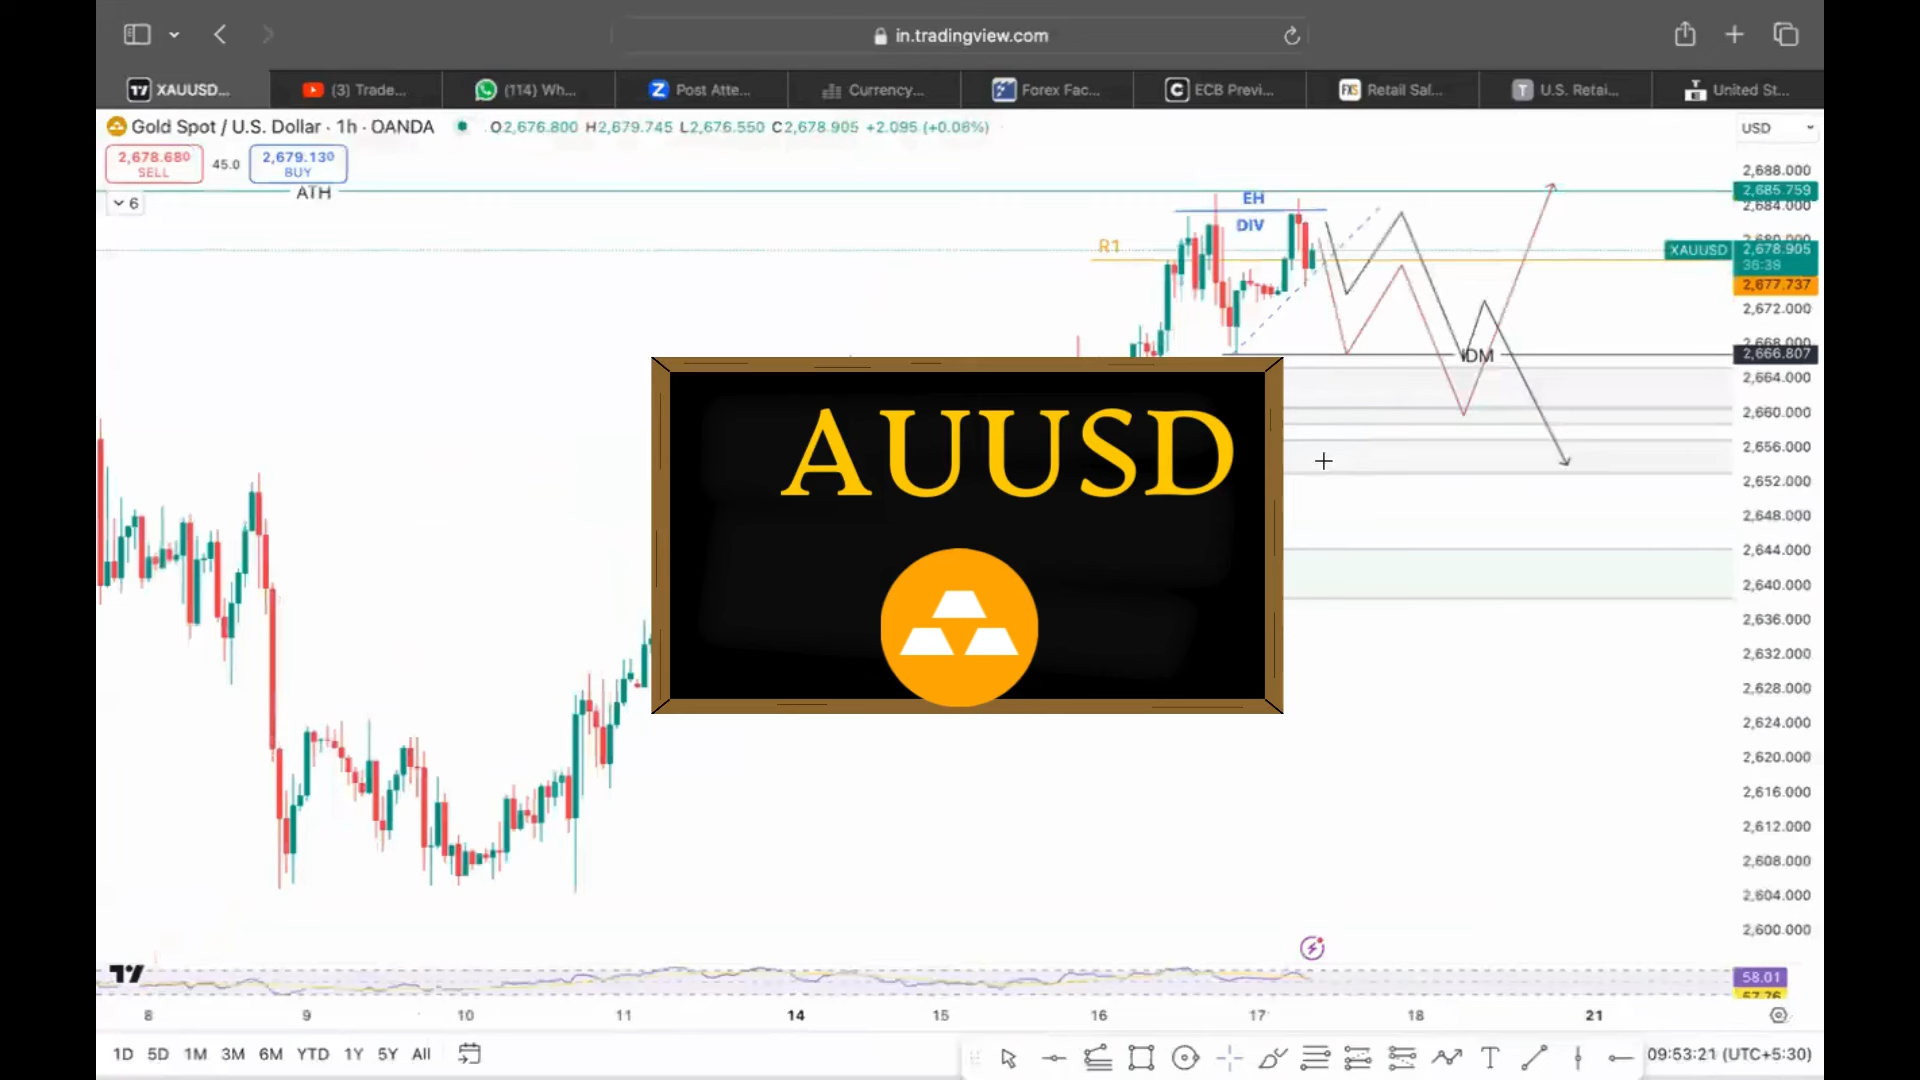 in.tradingview.com
XAUUSD...
(3) Trade...
(114) Wh...
Post Atte...
Currency...
Forex Fac...
ECB Previ...
Retail Sal...
U.S. Retai...
United St...
Gold Spot / U.S. Dollar · 1h · OANDA
O2,676.800 H2,679.745 L2,676.550 C2,678.905 +2.095 (+0.08%)
USD
2,678.680
SELL
45.0
2,679.130
BUY
6
ATH
EH
DIV
R1
IDM
AUUSD
2,688.000
2,685.759
2,684.000
XAUUSD 2,678.905
36:38
2,677.737
2,672.000
2,666.807
2,664.000
2,660.000
2,656.000
2,652.000
2,648.000
2,644.000
2,640.000
2,636.000
2,632.000
2,628.000
2,624.000
2,620.000
2,616.000
2,612.000
2,608.000
2,604.000
2,600.000
58.01
57.76
8 9 10 11 14 15 16 17 18 21
1D 5D 1M 3M 6M YTD 1Y 5Y All
09:53:21 (UTC+5:30)